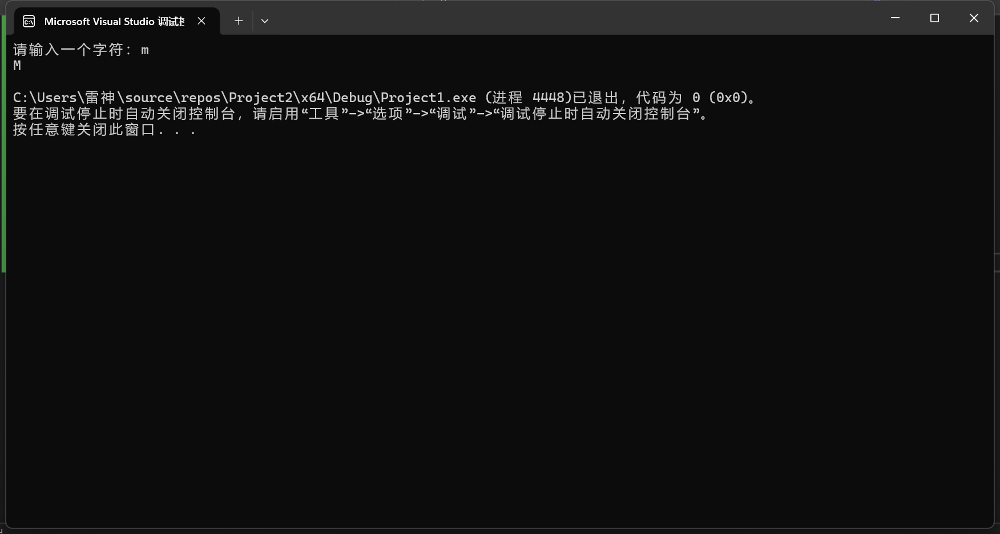 Microsoft Visual Studio 调试
请输入一个字符：m
M
C:\Users\雷神\source\repos\Project2\x64\Debug\Project1.exe (进程 4448)已退出，代码为 0 (0x0)。
要在调试停止时自动关闭控制台，请启用“工具”->“选项”->“调试”->“调试停止时自动关闭控制台”。
按任意键关闭此窗口. . .